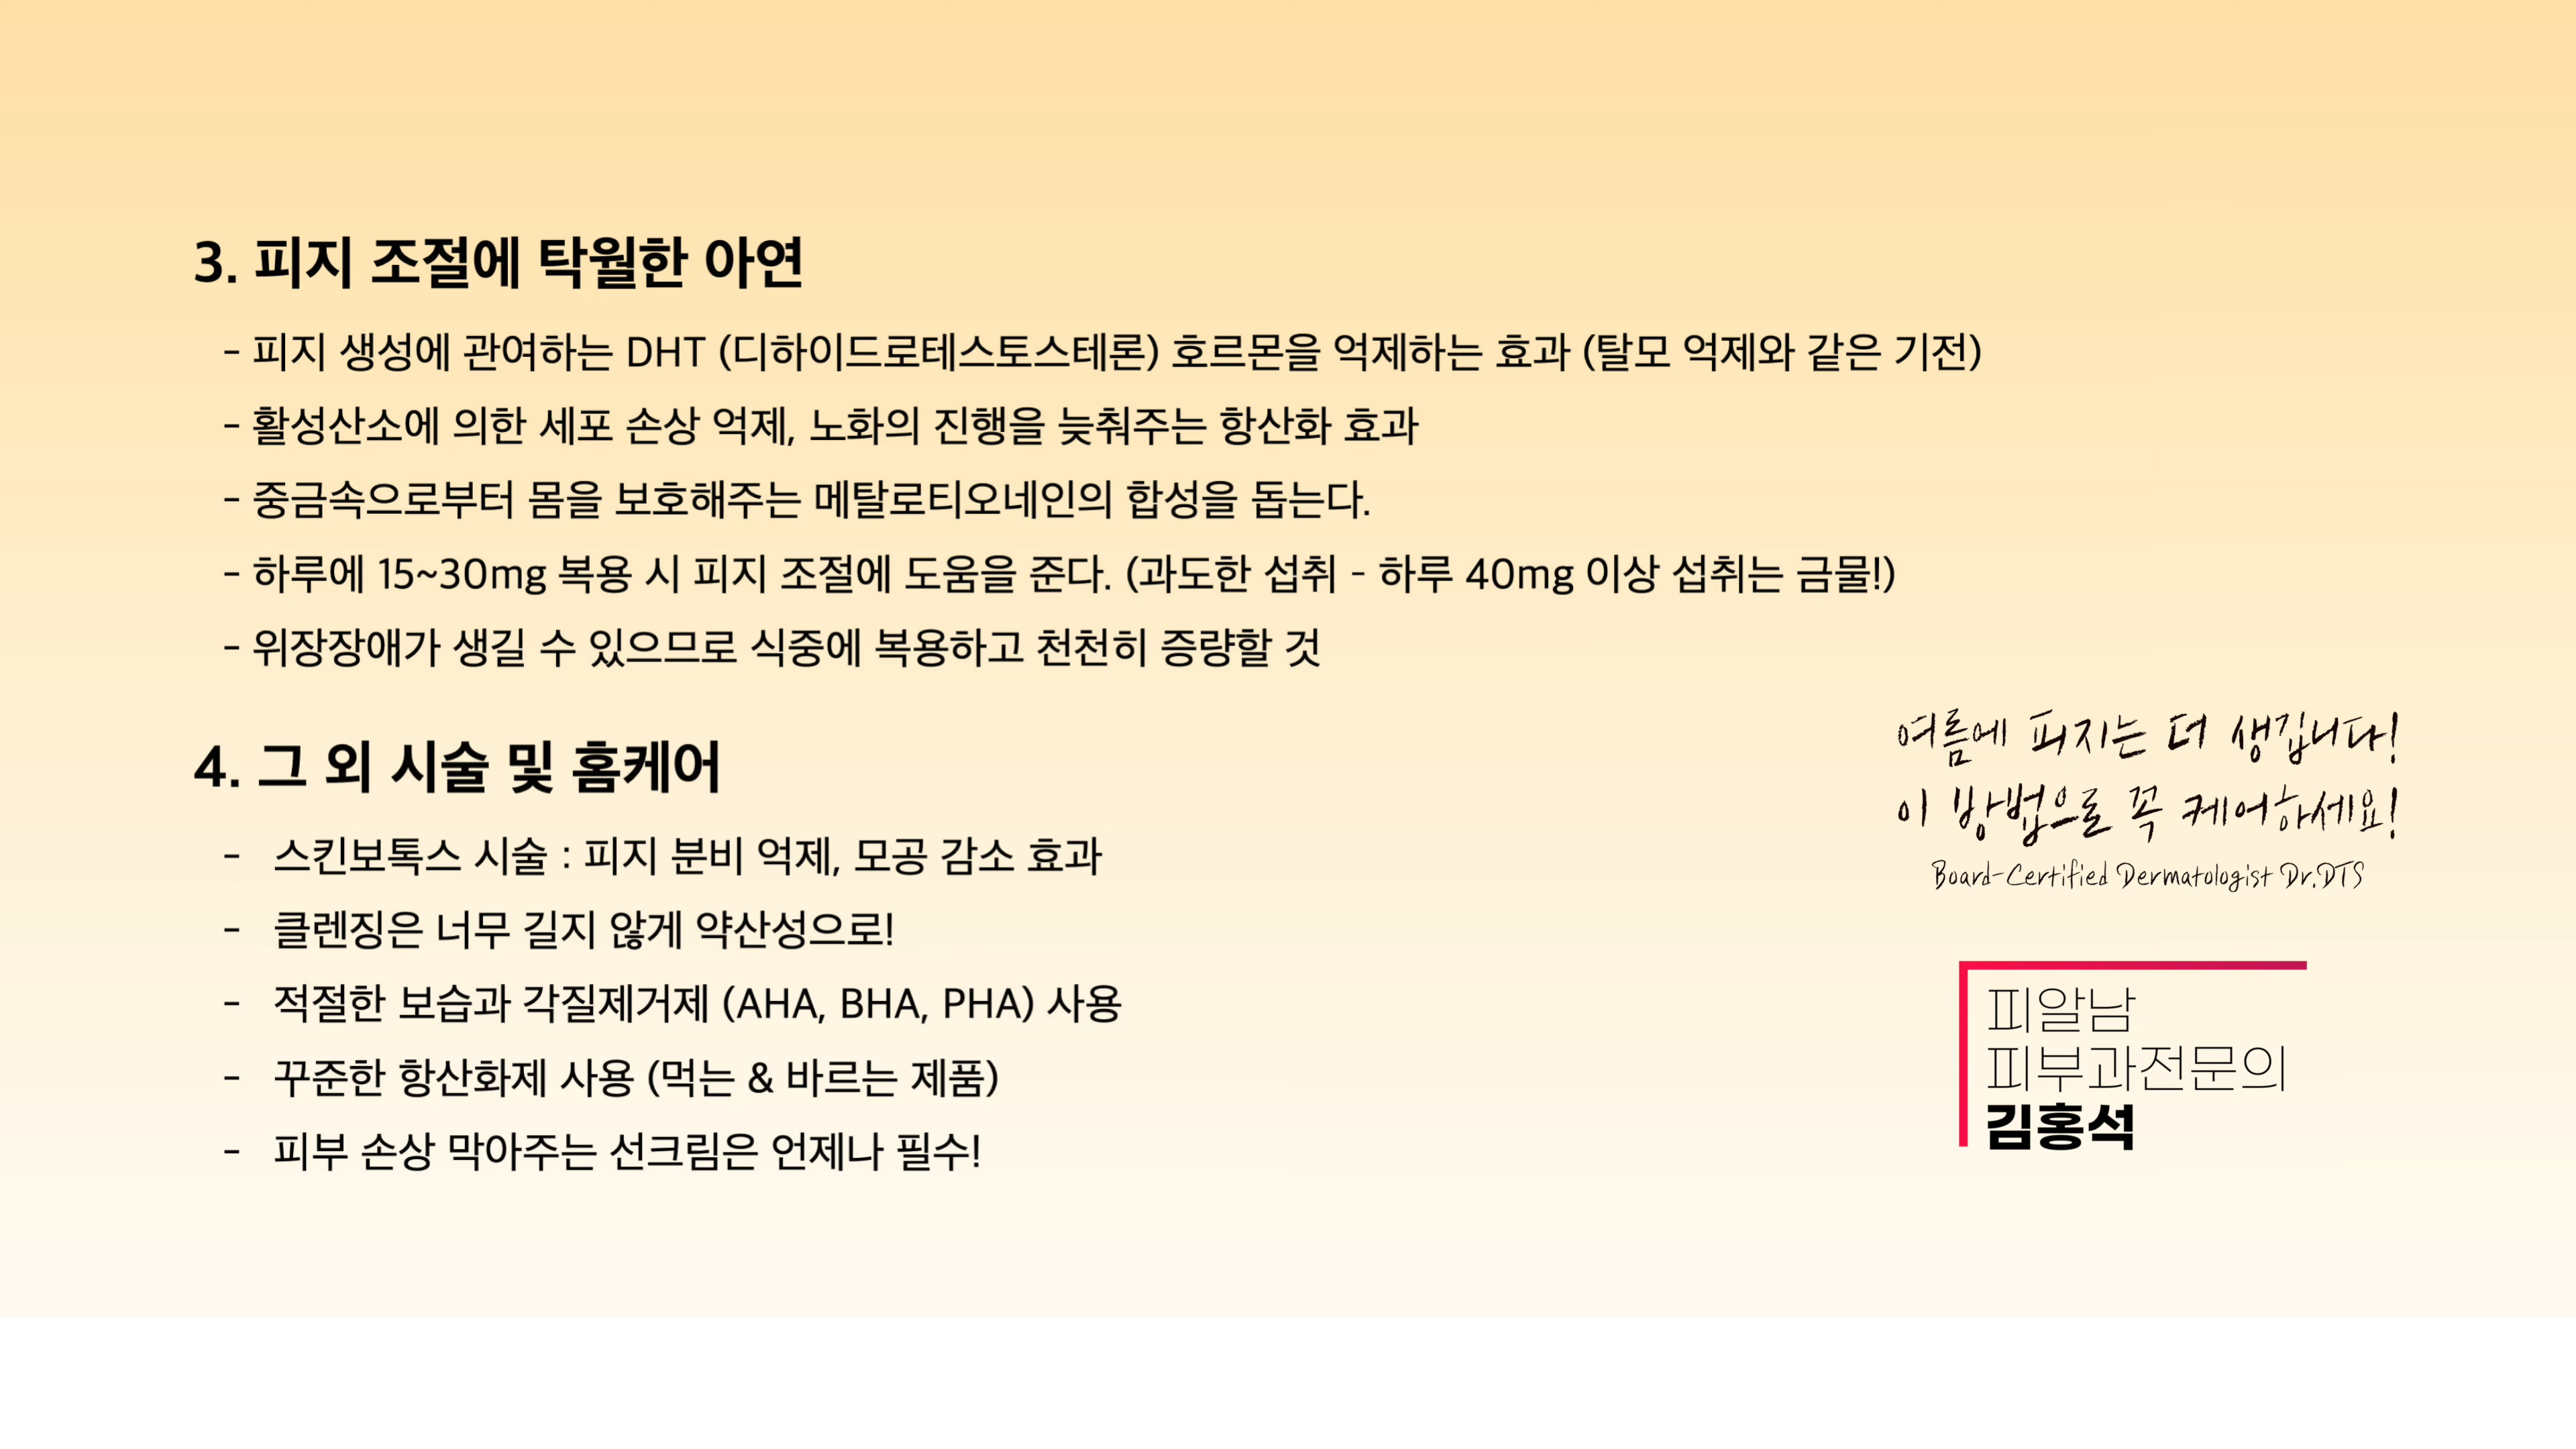 3. 피지 조절에 탁월한 아연
- 피지 생성에 관여하는 DHT (디하이드로테스토스테론) 호르몬을 억제하는 효과 (탈모 억제와 같은 기전)
- 활성산소에 의한 세포 손상 억제, 노화의 진행을 늦춰주는 항산화 효과
- 중금속으로부터 몸을 보호해주는 메탈로티오네인의 합성을 돕는다.
- 하루에 15~30mg 복용 시 피지 조절에 도움을 준다. (과도한 섭취 - 하루 40mg 이상 섭취는 금물!)
- 위장장애가 생길 수 있으므로 식중에 복용하고 천천히 증량할 것
4. 그 외 시술 및 홈케어
- 스킨보톡스 시술 : 피지 분비 억제, 모공 감소 효과
- 클렌징은 너무 길지 않게 약산성으로!
- 적절한 보습과 각질제거제 (AHA, BHA, PHA) 사용
- 꾸준한 항산화제 사용 (먹는 & 바르는 제품)
- 피부 손상 막아주는 선크림은 언제나 필수!
여름에 피지는 더 생깁니다!
이 방법으로 꼭 케어하세요!
Board-Certified Dermatologist Dr.DTS
피알남
피부과전문의
김홍석